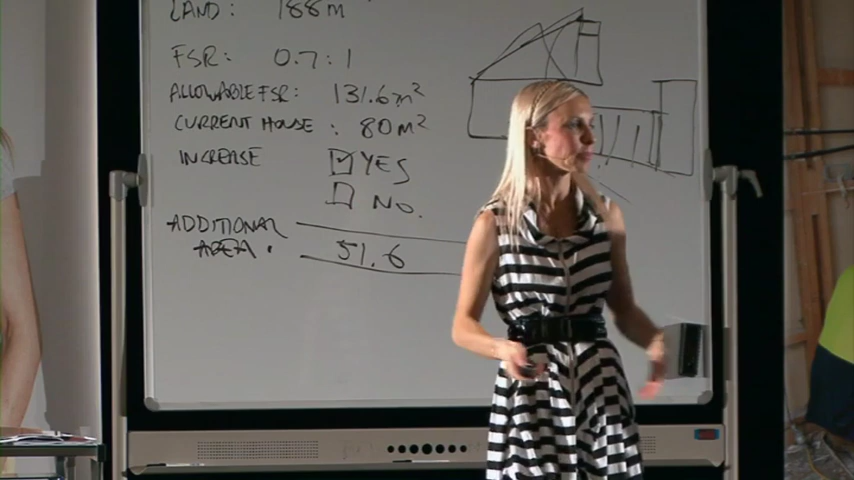 LAND: 188m
FSR: 0.7:1
ALLOWABLE FSR: 131.6m²
CURRENT HOUSE: 80m²
INCREASE ☑ YES
☐ NO.
ADDITIONAL
AREA. 51.6